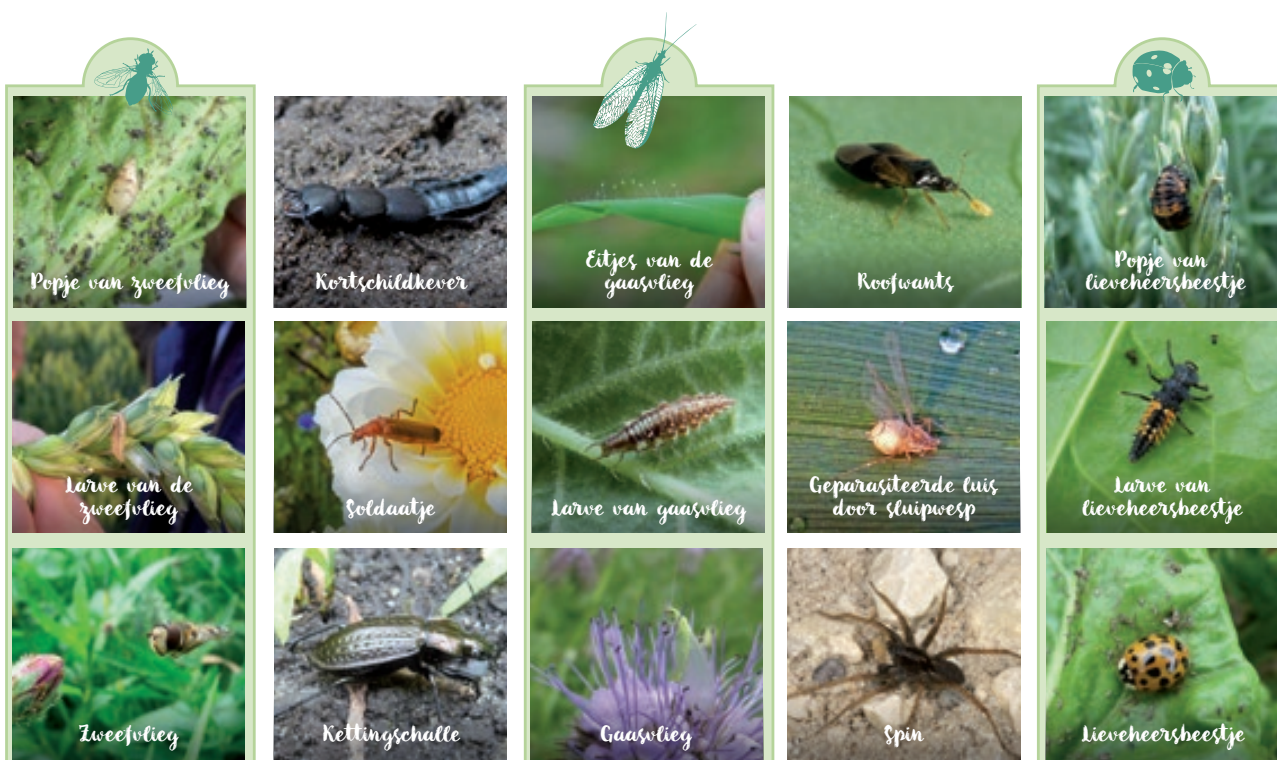 Popje van zweefvlieg
Kortschildkever
Eitjes van de
gaasvlieg
Roofwants
Popje van
lieveheersbeestje
Larve van de
zweefvlieg
Soldaatje
Larve van gaasvlieg
Geparasiteerde luis
door sluipwesp
Larve van
lieveheersbeestje
Zweefvlieg
Kettingschalle
Gaasvlieg
Spin
Lieveheersbeestje